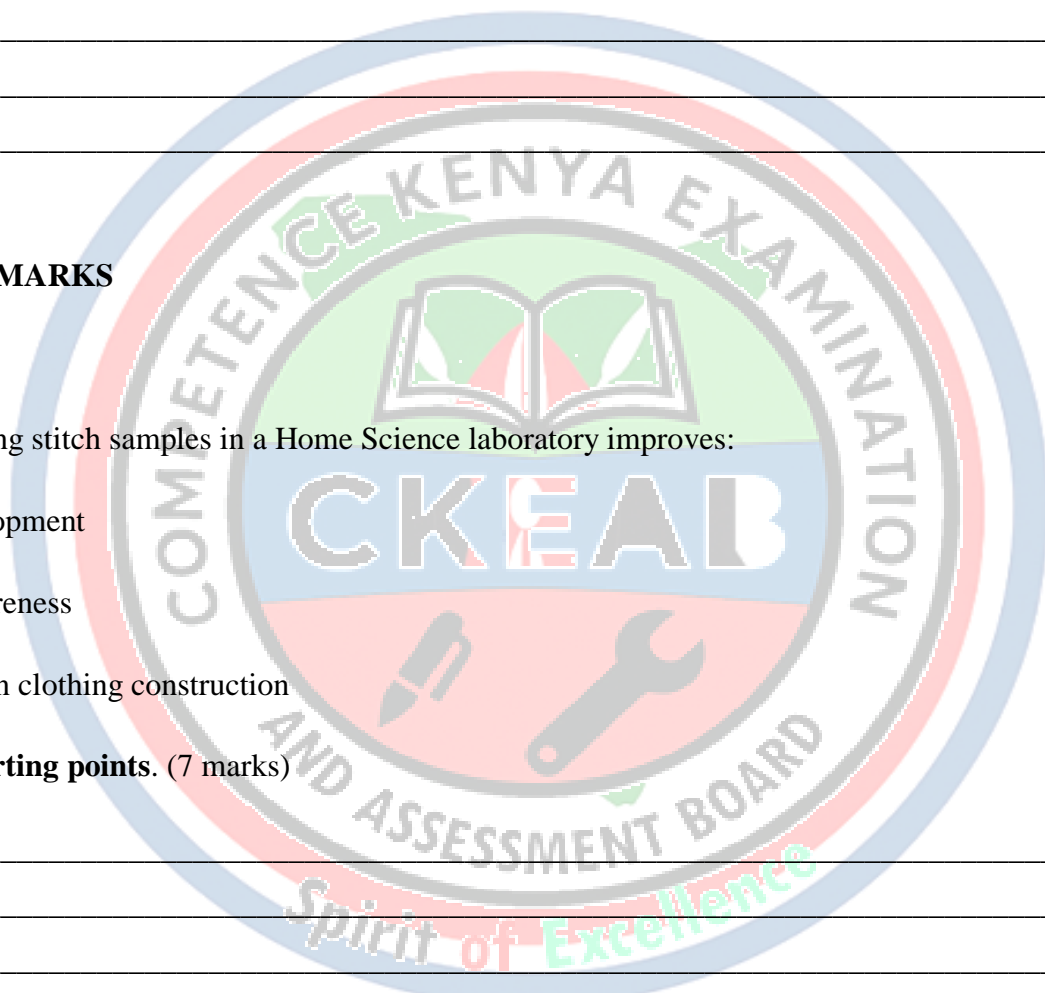 COMPETENCE KENYA EXAMINATION
MARKS
ng stitch samples in a Home Science laboratory improves:
opment
reness
n clothing construction
rting points. (7 marks)
CKEAB
AND ASSESSMENT BOARD
Spirit of Excellence